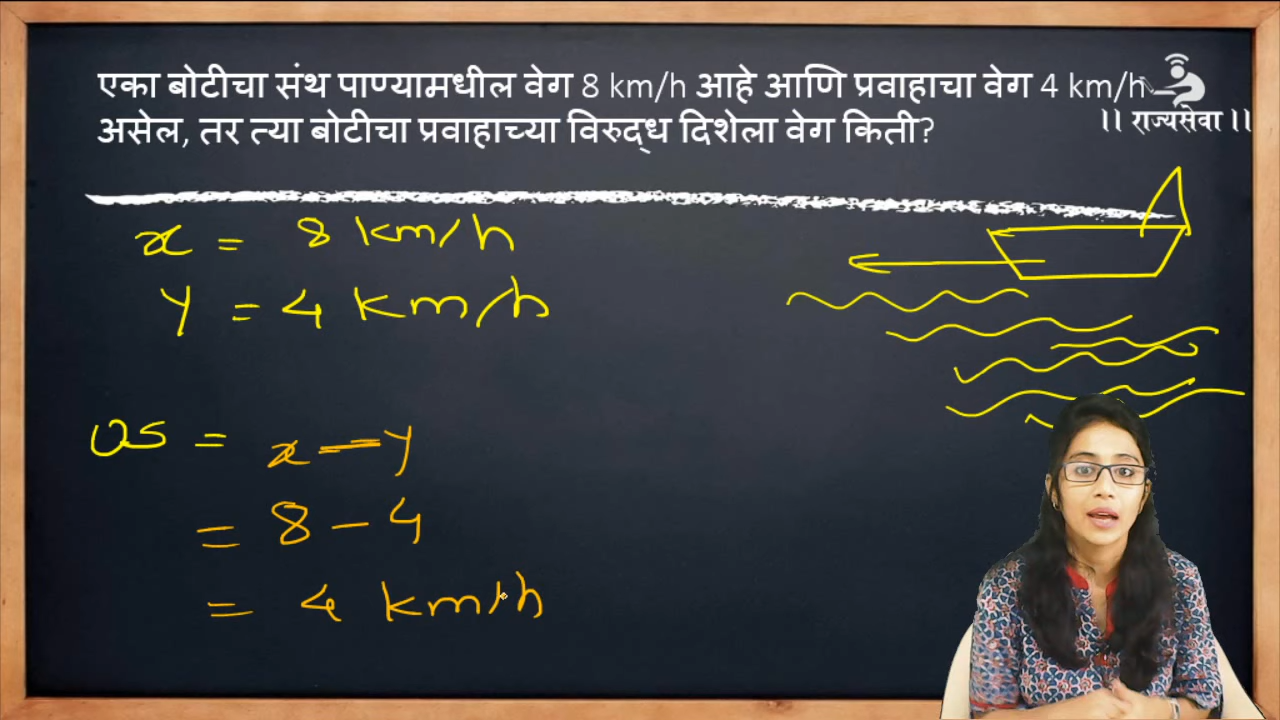 एका बोटीचा संथ पाण्यामधील वेग 8 km/h आहे आणि प्रवाहाचा वेग 4 km/h
असेल, तर त्या बोटीचा प्रवाहाच्या विरुद्ध दिशेला वेग किती?
।। राज्यसेवा ।।
x = 8 km/h
y = 4 km/h
US = x - y
= 8 - 4
= 4 km/h